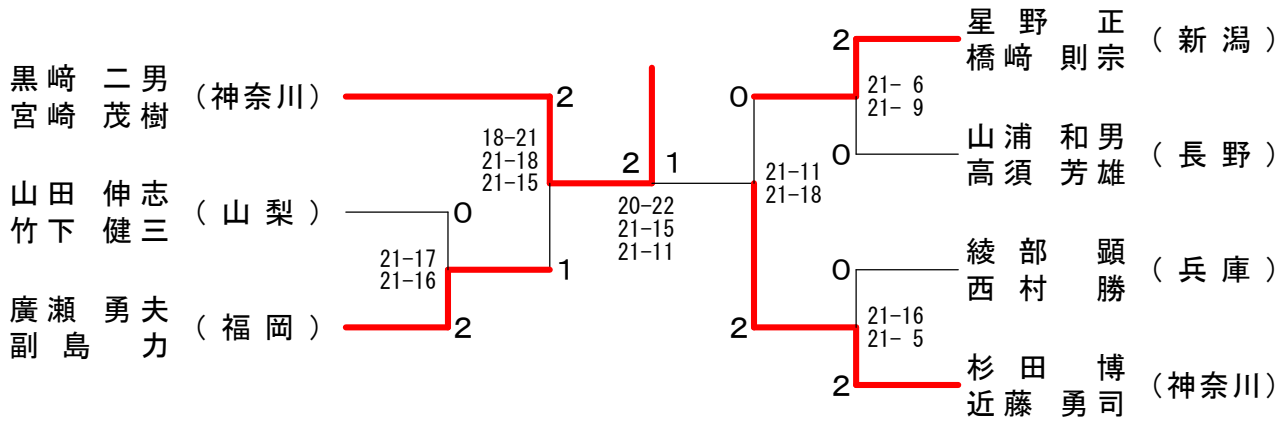 黒﨑 二男
宮崎 茂樹
(神奈川)
山田 伸志
竹下 健三
(山梨)
廣瀬 勇夫
副島 力
(福岡)
0
21-17
21-16
2
2
18-21
21-18
21-15
1
2
1
20-22
21-15
21-11
0
21-11
21-18
2
2
21- 6
21- 9
0
0
21-16
21- 5
2
星野 正
橋﨑 則宗
(新潟)
山浦 和男
高須 芳雄
(長野)
綾部 顕
西村 勝
(兵庫)
杉田 博
近藤 勇司
(神奈川)